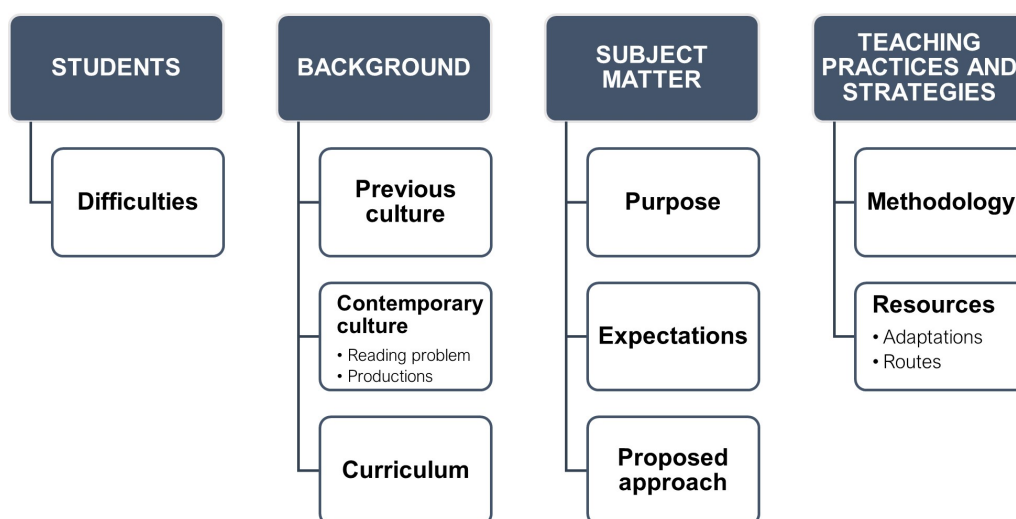 STUDENTS
Difficulties
BACKGROUND
Previous
culture
Contemporary
culture
• Reading problem
• Productions
Curriculum
SUBJECT
MATTER
Purpose
Expectations
Proposed
approach
TEACHING
PRACTICES AND
STRATEGIES
Methodology
Resources
• Adaptations
• Routes